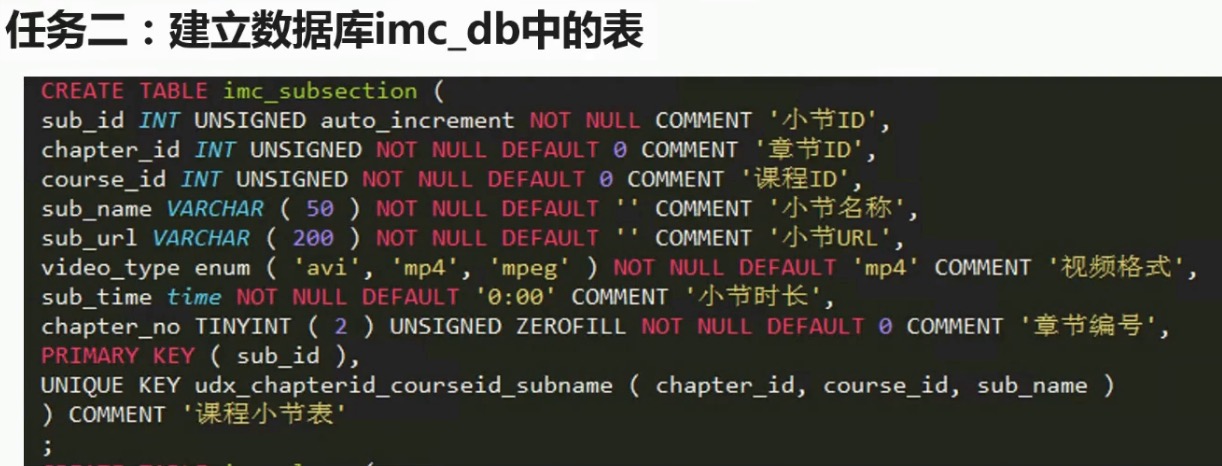 任务二：建立数据库imc_db中的表
CREATE TABLE imc_subsection (
sub_id INT UNSIGNED auto_increment NOT NULL COMMENT '小节ID',
chapter_id INT UNSIGNED NOT NULL DEFAULT 0 COMMENT '章节ID',
course_id INT UNSIGNED NOT NULL DEFAULT 0 COMMENT '课程ID',
sub_name VARCHAR ( 50 ) NOT NULL DEFAULT '' COMMENT '小节名称',
sub_url VARCHAR ( 200 ) NOT NULL DEFAULT '' COMMENT '小节URL',
video_type enum ( 'avi', 'mp4', 'mpeg' ) NOT NULL DEFAULT 'mp4' COMMENT '视频格式',
sub_time time NOT NULL DEFAULT '0:00' COMMENT '小节时长',
chapter_no TINYINT ( 2 ) UNSIGNED ZEROFILL NOT NULL DEFAULT 0 COMMENT '章节编号',
PRIMARY KEY ( sub_id ),
UNIQUE KEY udx_chapterid_courseid_subname ( chapter_id, course_id, sub_name )
) COMMENT '课程小节表'
;